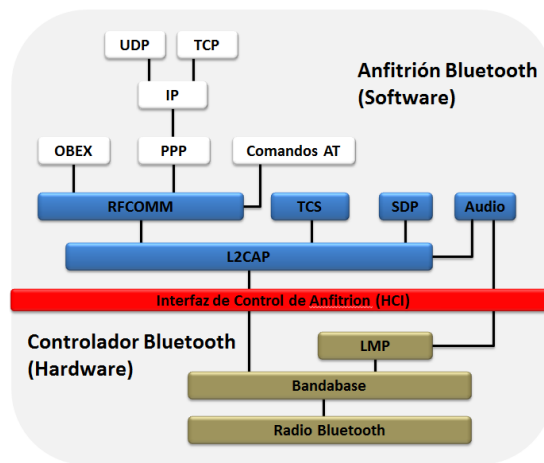 UDP
TCP
Anfitrión Bluetooth
(Software)
IP
OBEX
PPP
Comandos AT
RFCOMM
TCS
SDP
Audio
L2CAP
Interfaz de Control de Anfitrion (HCI)
Controlador Bluetooth
(Hardware)
LMP
Bandabase
Radio Bluetooth